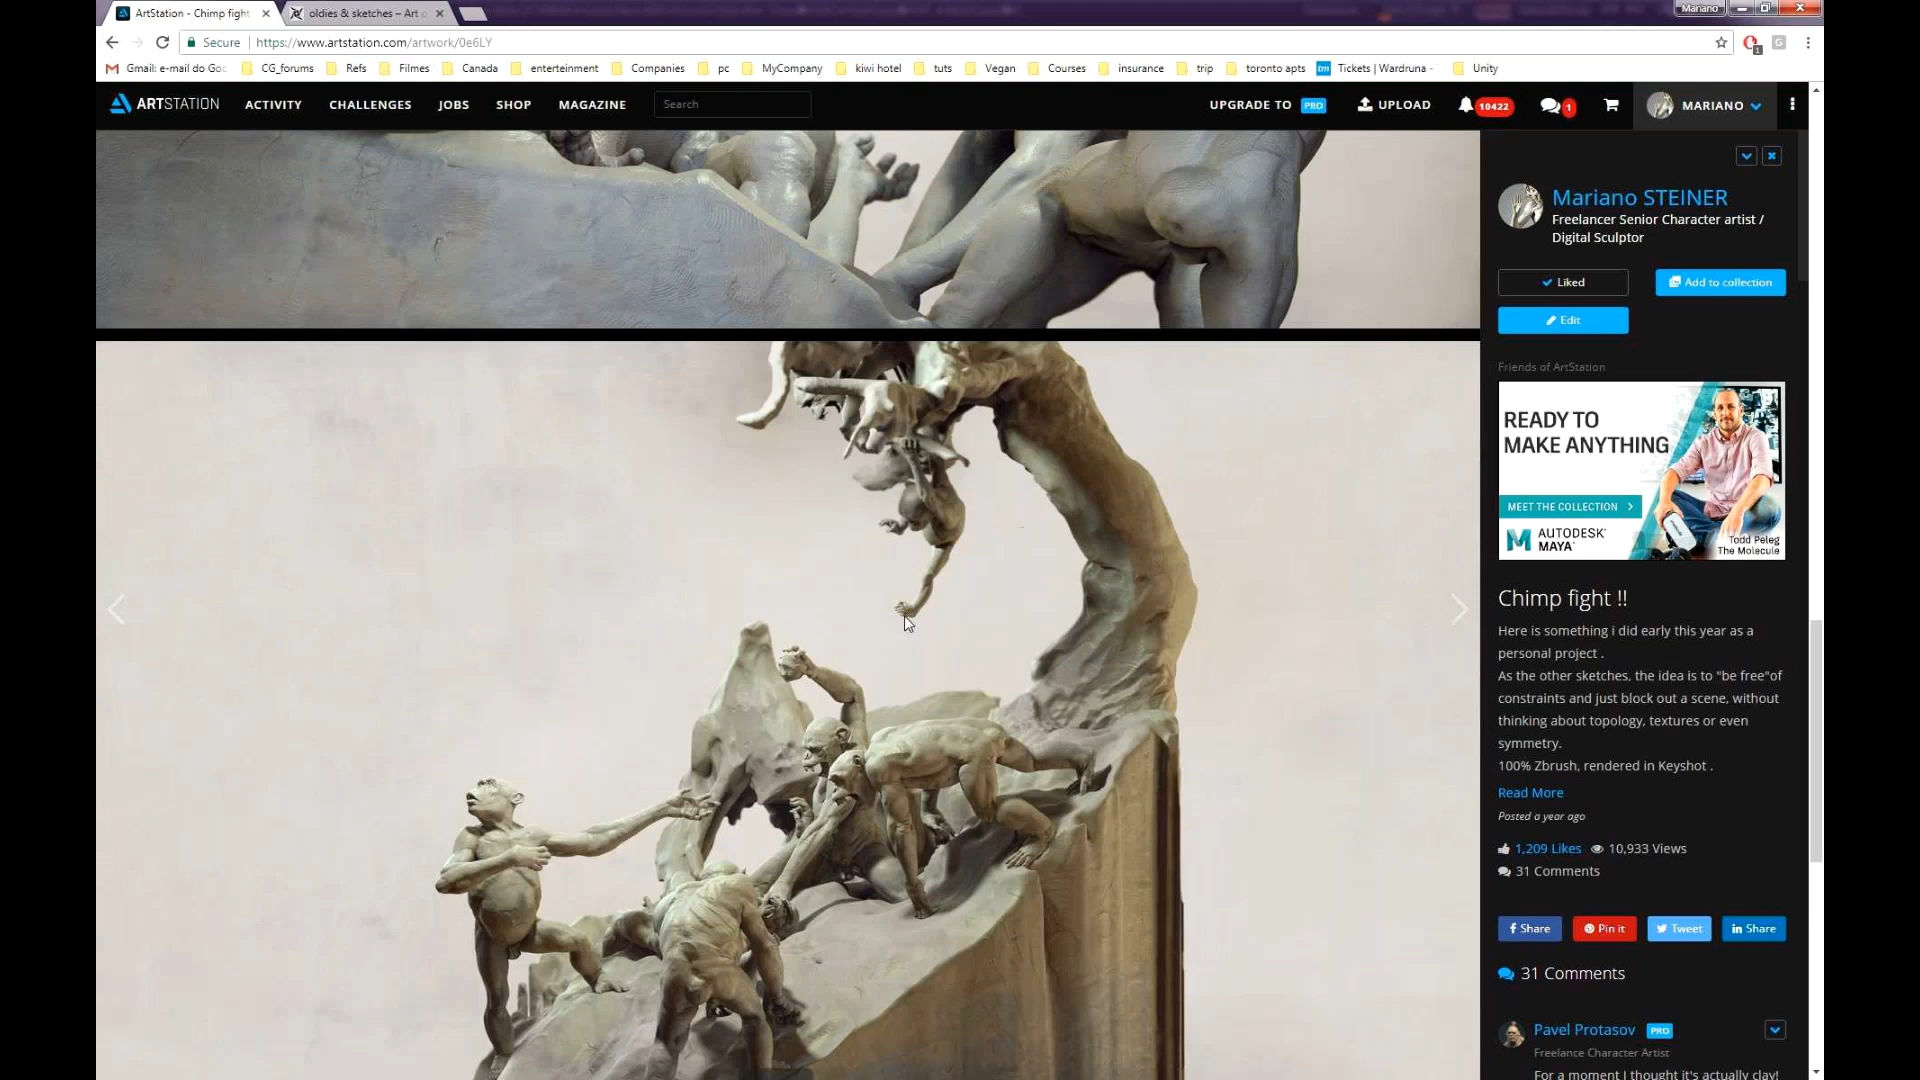 ArtStation - Chimp fight
oldies & sketches – Art o
Mariano
Secure
https://www.artstation.com/artwork/0e6LY
1
G
Gmail: e-mail do Goo
CG_forums
Refs
Filmes
Canada
enterteinment
Companies
pc
MyCompany
kiwi hotel
tuts
Vegan
Courses
insurance
trip
toronto apts
tm
Tickets | Wardruna -
Unity
ARTSTATION
ACTIVITY
CHALLENGES
JOBS
SHOP
MAGAZINE
Search
UPGRADE TO PRO
UPLOAD
10422
1
MARIANO
Mariano STEINER
Freelancer Senior Character artist /
Digital Sculptor
Liked
Add to collection
Edit
Friends of ArtStation
READY TO
MAKE ANYTHING
MEET THE COLLECTION
AUTODESK®
MAYA®
Todd Peleg
The Molecule
Chimp fight !!
Here is something i did early this year as a
personal project .
As the other sketches, the idea is to "be free"of
constraints and just block out a scene, without
thinking about topology, textures or even
symmetry.
100% Zbrush, rendered in Keyshot .
Read More
Posted a year ago
1,209 Likes
10,933 Views
31 Comments
Share
Pin it
Tweet
Share
31 Comments
Pavel Protasov PRO
Freelance Character Artist
For a moment I thought it's actually clay!